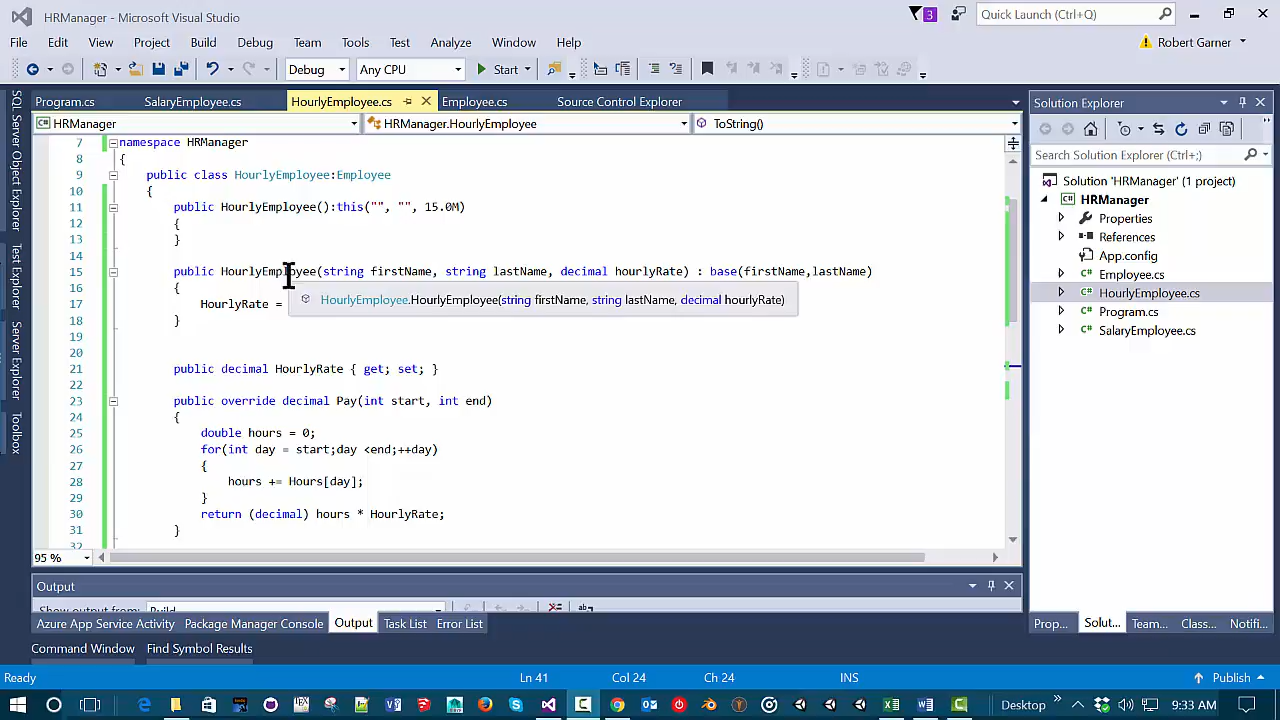 HRManager - Microsoft Visual Studio
3
Quick Launch (Ctrl+Q)
File Edit View Project Build Debug Team Tools Test Analyze Window Help
Robert Garner
Debug Any CPU Start
Program.cs SalaryEmployee.cs HourlyEmployee.cs Employee.cs Source Control Explorer
HRManager HRManager.HourlyEmployee ToString()
7 namespace HRManager
8 {
9 public class HourlyEmployee:Employee
10 {
11 public HourlyEmployee():this("", "", 15.0M)
12 {
13 }
14
15 public HourlyEmployee(string firstName, string lastName, decimal hourlyRate) : base(firstName,lastName)
16 {
HourlyEmployee.HourlyEmployee(string firstName, string lastName, decimal hourlyRate)
17 HourlyRate =
18 }
19
20
21 public decimal HourlyRate { get; set; }
22
23 public override decimal Pay(int start, int end)
24 {
25 double hours = 0;
26 for(int day = start;day <end;++day)
27 {
28 hours += Hours[day];
29 }
30 return (decimal) hours * HourlyRate;
31 }
32
95 %
Output
Show output from: Build
Azure App Service Activity Package Manager Console Output Task List Error List
Command Window Find Symbol Results
SQL Server Object Explorer
Test Explorer
Server Explorer
Toolbox
Solution Explorer
Search Solution Explorer (Ctrl+;)
Solution 'HRManager' (1 project)
HRManager
Properties
References
App.config
Employee.cs
HourlyEmployee.cs
Program.cs
SalaryEmployee.cs
Prop... Solut... Team... Class... Notifi...
Ready Ln 41 Col 24 Ch 24 INS Publish
Desktop 9:33 AM